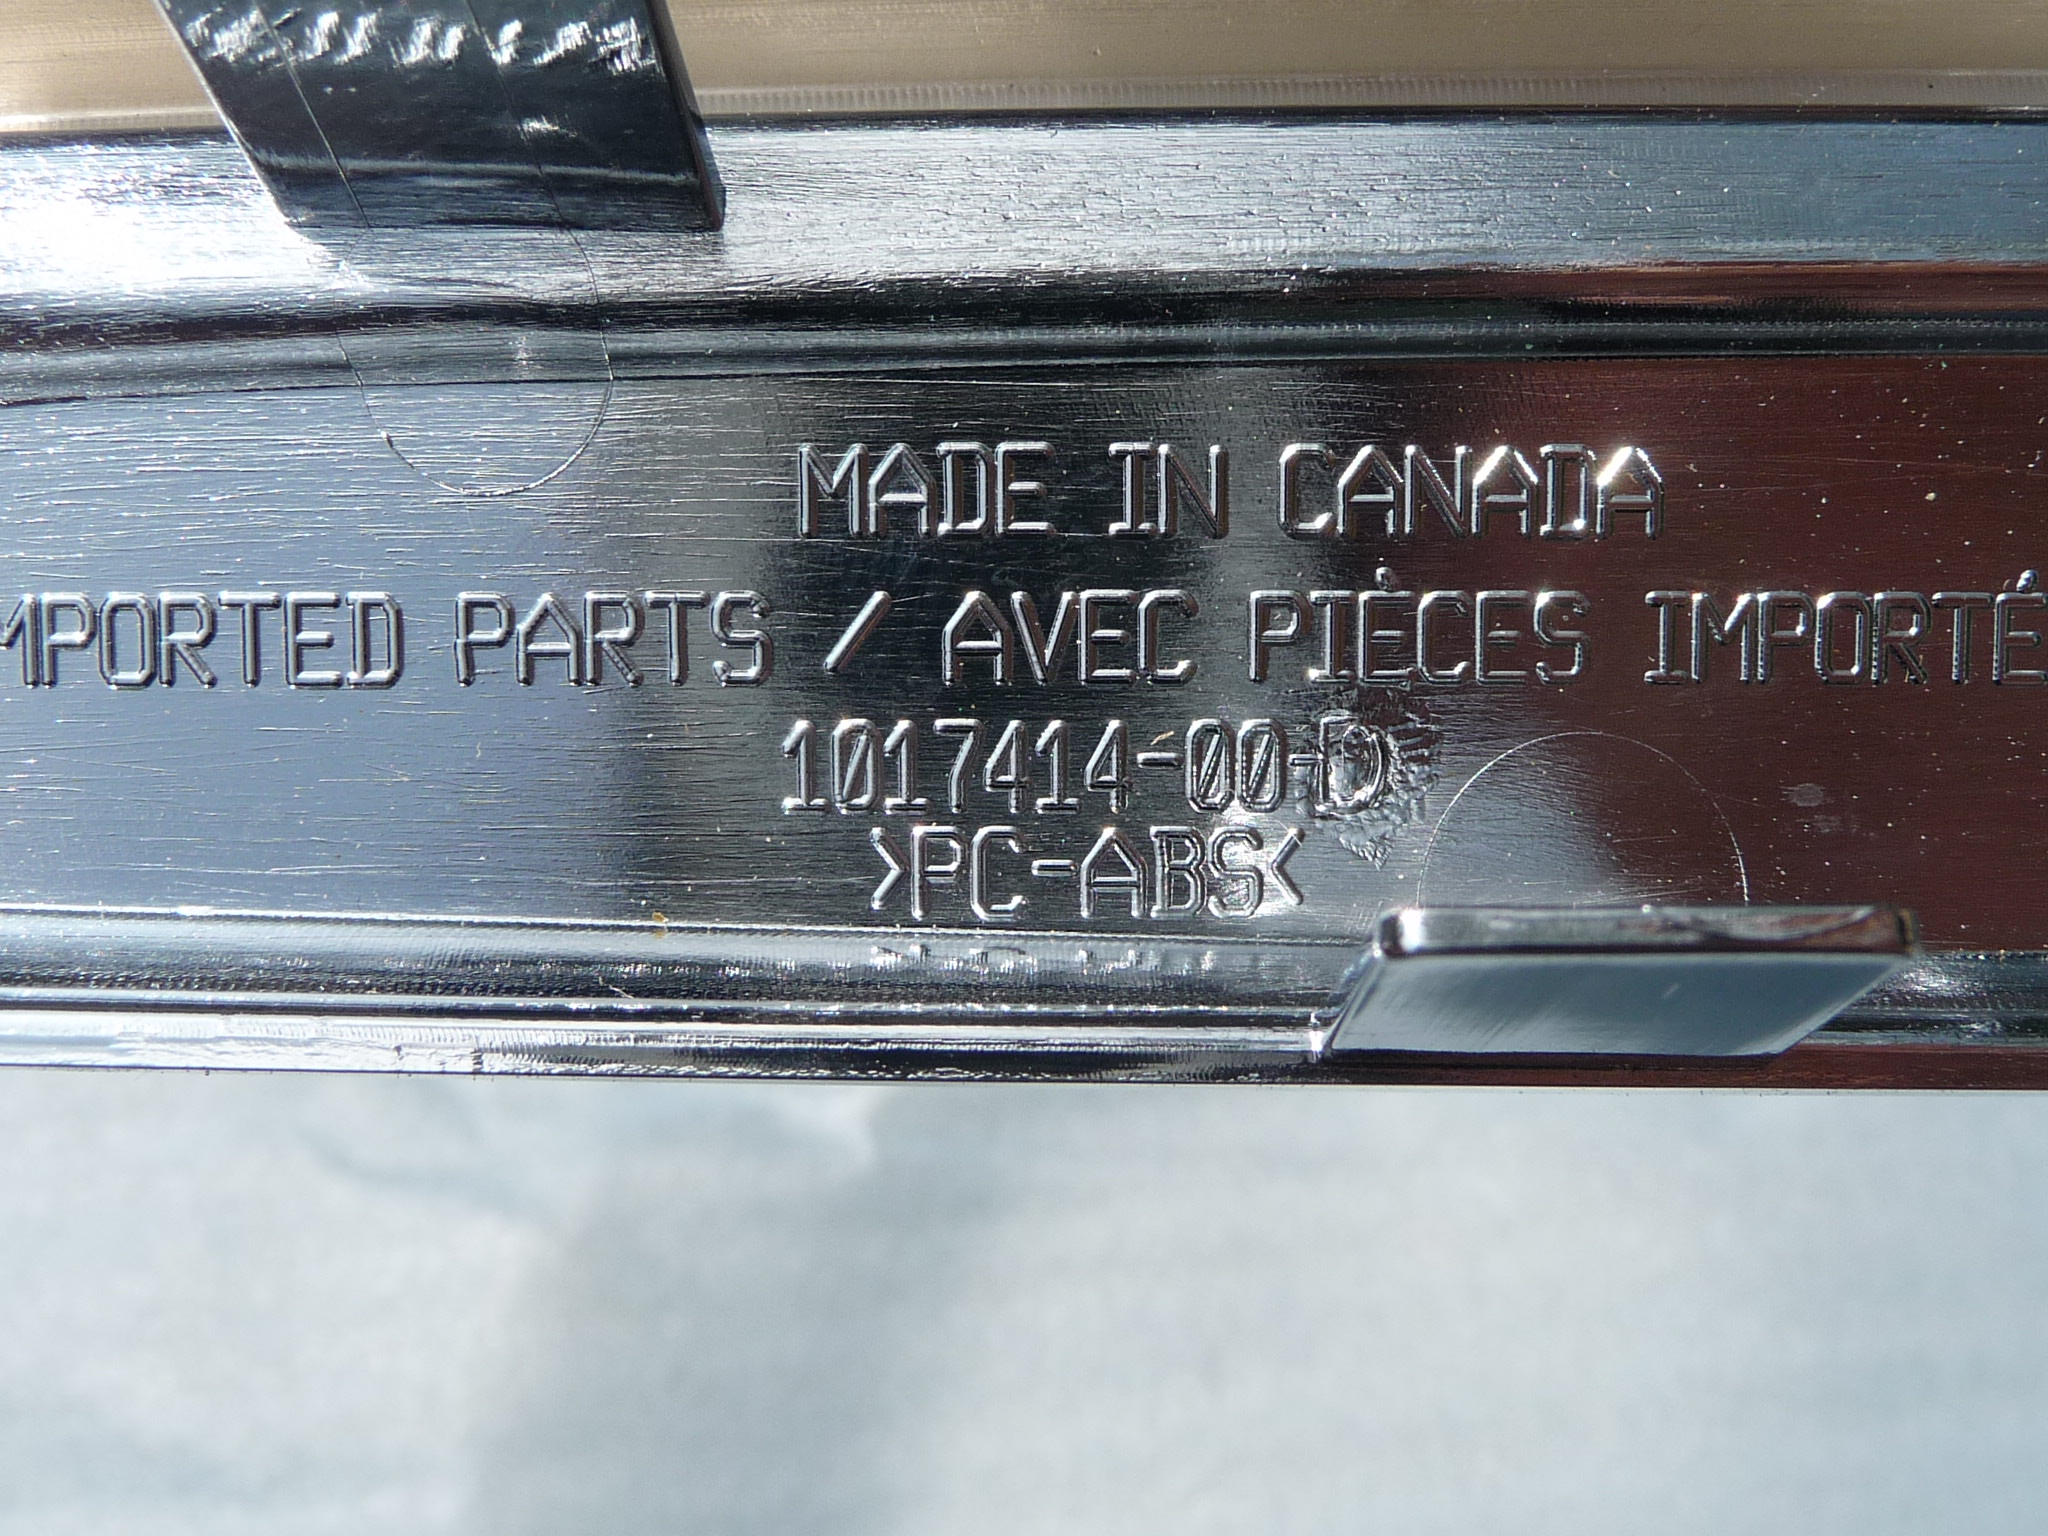 MADE IN CANADA
MPORTED PARTS / AVEC PIÈCES IMPORTÉ
1017414-00-D
>PC-ABS<